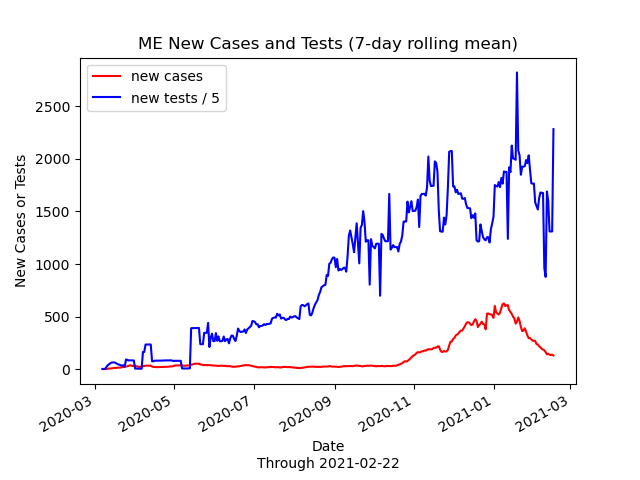 ME New Cases and Tests (7-day rolling mean)
new cases
new tests / 5
New Cases or Tests
2500
2000
1500
1000
500
0
2020-03
2020-05
2020-07
2020-09
2020-11
2021-01
2021-03
Date
Through 2021-02-22